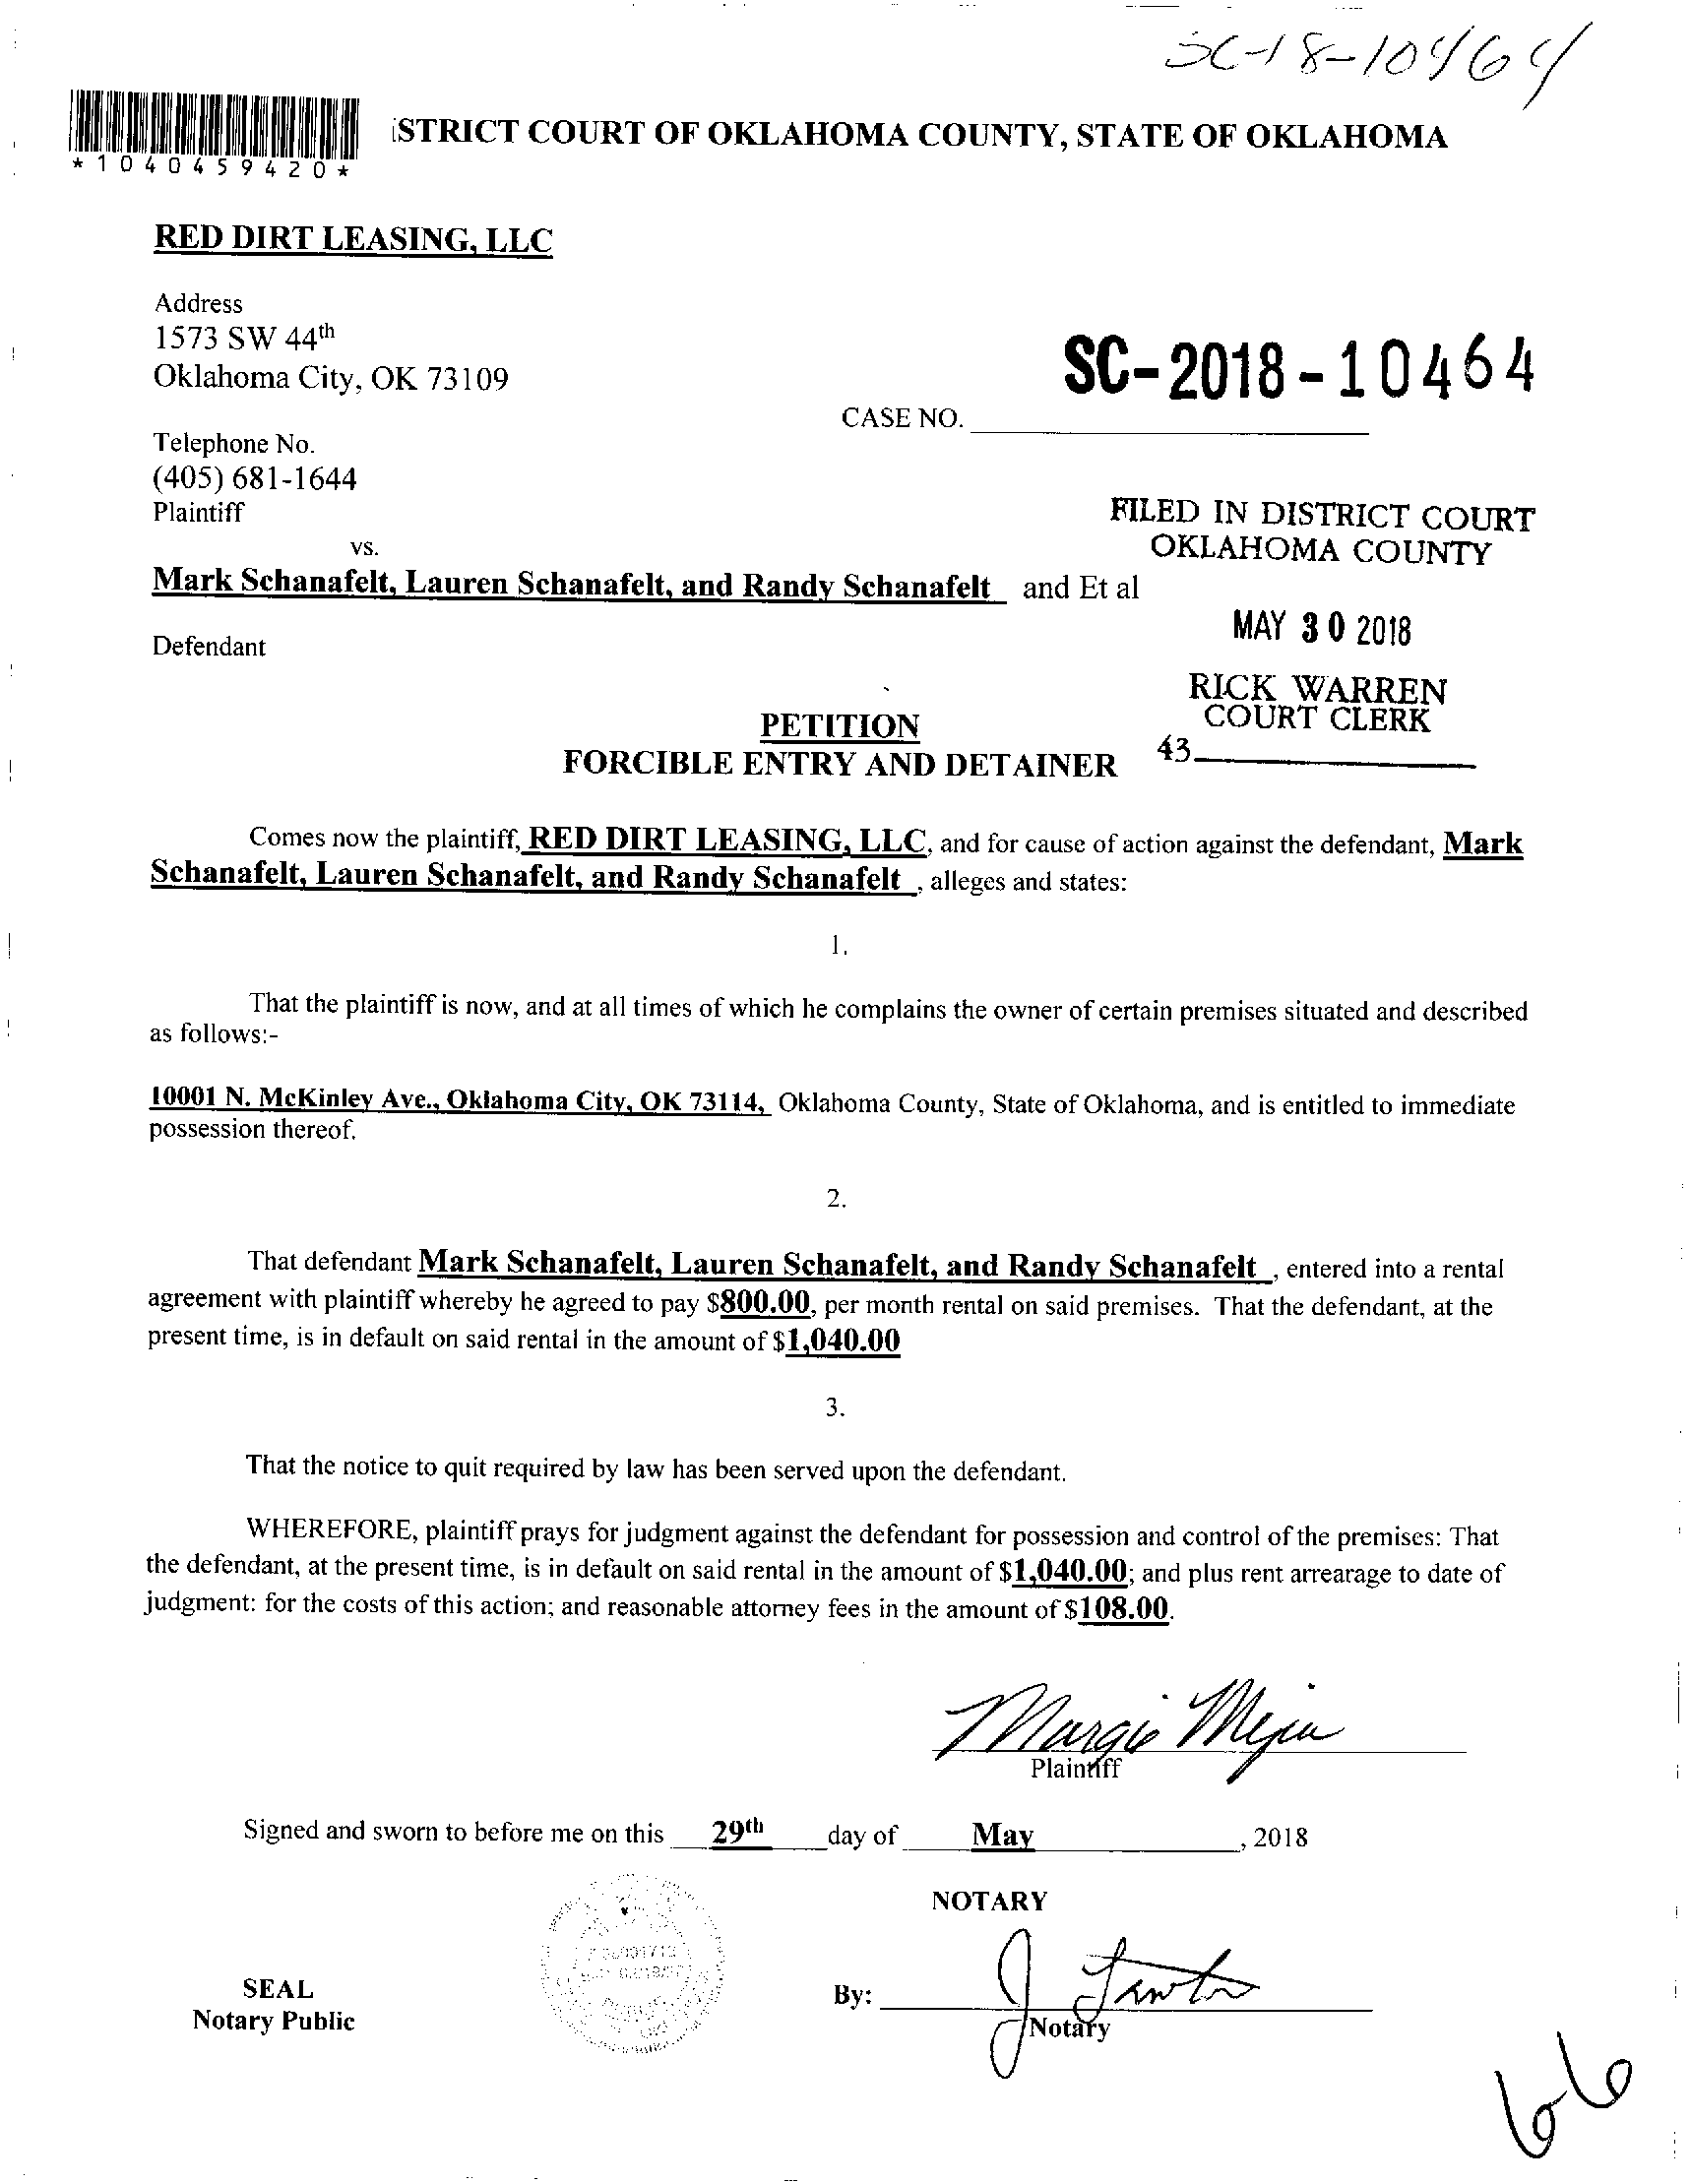 SC-18-10464
*1040459420*
ISTRICT COURT OF OKLAHOMA COUNTY, STATE OF OKLAHOMA
RED DIRT LEASING, LLC
Address
1573 SW 44th
Oklahoma City, OK 73109
SC-2018-10464
CASE NO.
Telephone No.
(405) 681-1644
Plaintiff
FILED IN DISTRICT COURT
OKLAHOMA COUNTY
vs.
Mark Schanafelt, Lauren Schanafelt, and Randy Schanafelt and Et al
MAY 30 2018
Defendant
RICK WARREN
COURT CLERK
43
PETITION
FORCIBLE ENTRY AND DETAINER
Comes now the plaintiff, RED DIRT LEASING, LLC, and for cause of action against the defendant, Mark
Schanafelt, Lauren Schanafelt, and Randy Schanafelt , alleges and states:
1.
That the plaintiff is now, and at all times of which he complains the owner of certain premises situated and described
as follows:-
10001 N. McKinley Ave., Oklahoma City, OK 73114, Oklahoma County, State of Oklahoma, and is entitled to immediate
possession thereof.
2.
That defendant Mark Schanafelt, Lauren Schanafelt, and Randy Schanafelt , entered into a rental
agreement with plaintiff whereby he agreed to pay $800.00, per month rental on said premises. That the defendant, at the
present time, is in default on said rental in the amount of $1,040.00
3.
That the notice to quit required by law has been served upon the defendant.
WHEREFORE, plaintiff prays for judgment against the defendant for possession and control of the premises: That
the defendant, at the present time, is in default on said rental in the amount of $1,040.00; and plus rent arrearage to date of
judgment: for the costs of this action; and reasonable attorney fees in the amount of $108.00.
Margie Mejia
Plaintiff
Signed and sworn to before me on this 29th day of May , 2018
NOTARY
SEAL
Notary Public
By:
Notary